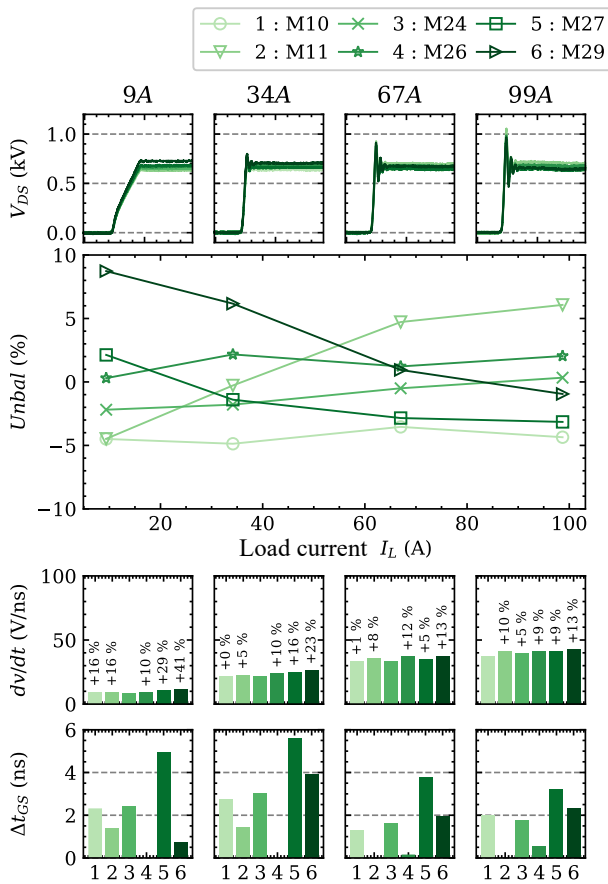 1 : M10 3 : M24 5 : M27
2 : M11 4 : M26 6 : M29
9A 34A 67A 99A
V_DS (kV)
1.0
0.5
0.0
Unbal (%)
5
0
−5
−10
20 40 60 80 100
Load current I_L (A)
dv/dt (V/ns)
100
50
0
+16 % +16 % +10 % +29 % +41 %
+0 % +5 % +10 % +16 % +23 %
+1 % +8 % +12 % +5 % +13 %
+10 % +5 % +9 % +9 % +13 %
Δt_GS (ns)
6
4
2
0
1 2 3 4 5 6 1 2 3 4 5 6 1 2 3 4 5 6 1 2 3 4 5 6